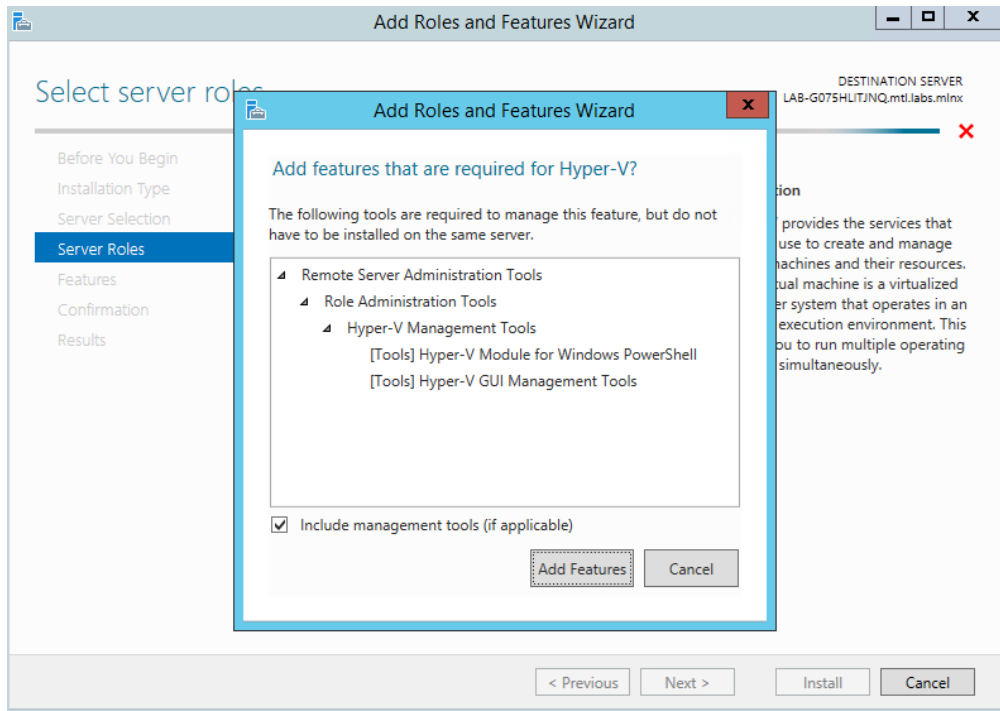 Add Roles and Features Wizard
Select server roles
DESTINATION SERVER
LAB-G075HLITJNQ.mtl.labs.mlnx
Before You Begin
Installation Type
Server Selection
Server Roles
Features
Confirmation
Results
Add Roles and Features Wizard
Add features that are required for Hyper-V?
The following tools are required to manage this feature, but do not
have to be installed on the same server.
Remote Server Administration Tools
Role Administration Tools
Hyper-V Management Tools
[Tools] Hyper-V Module for Windows PowerShell
[Tools] Hyper-V GUI Management Tools
Include management tools (if applicable)
Add Features
Cancel
provides the services that
use to create and manage
and their resources.
machine is a virtualized
system that operates in an
execution environment. This
to run multiple operating
simultaneously.
< Previous
Next >
Install
Cancel